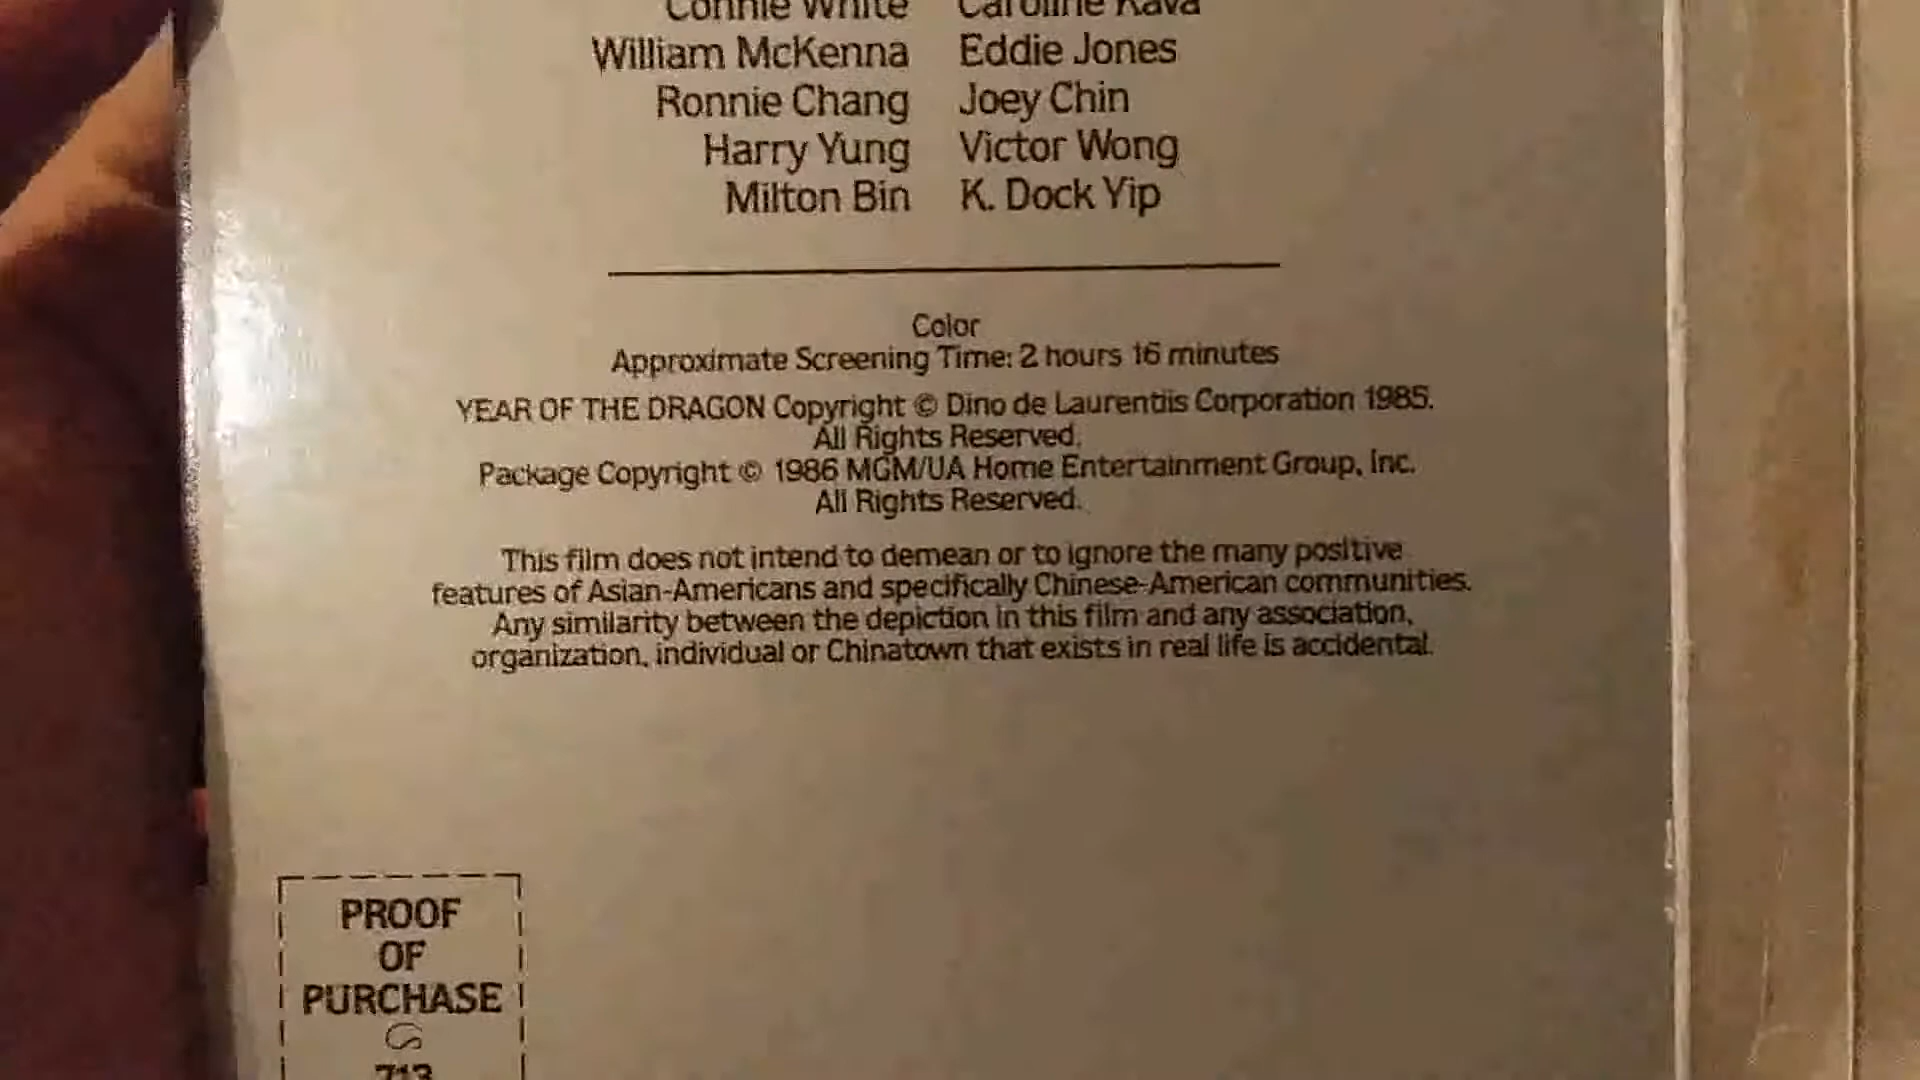 Connie White Caroline Kava
William McKenna Eddie Jones
Ronnie Chang Joey Chin
Harry Yung Victor Wong
Milton Bin K. Dock Yip
Color
Approximate Screening Time: 2 hours 16 minutes
YEAR OF THE DRAGON Copyright © Dino de Laurentiis Corporation 1985.
All Rights Reserved.
Package Copyright © 1986 MGM/UA Home Entertainment Group, Inc.
All Rights Reserved.
This film does not intend to demean or to ignore the many positive
features of Asian-Americans and specifically Chinese-American communities.
Any similarity between the depiction in this film and any association,
organization, individual or Chinatown that exists in real life is accidental.
PROOF
OF
PURCHASE
713